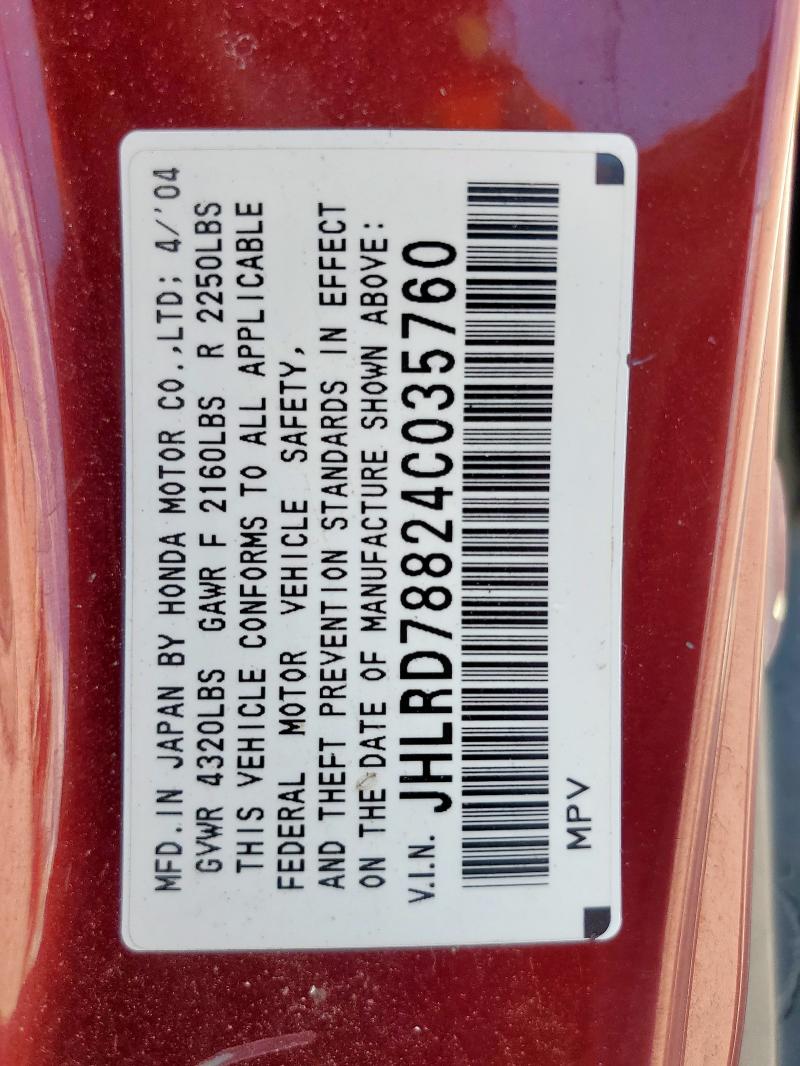 MFD. IN JAPAN BY HONDA MOTOR CO.,LTD; 4/'04
GVWR 4320LBS GAWR F 2160LBS R 2250LBS
THIS VEHICLE CONFORMS TO ALL APPLICABLE
FEDERAL MOTOR VEHICLE SAFETY,
AND THEFT PREVENTION STANDARDS IN EFFECT
ON THE DATE OF MANUFACTURE SHOWN ABOVE:
V.I.N. JHLRD78824C035760
MPV